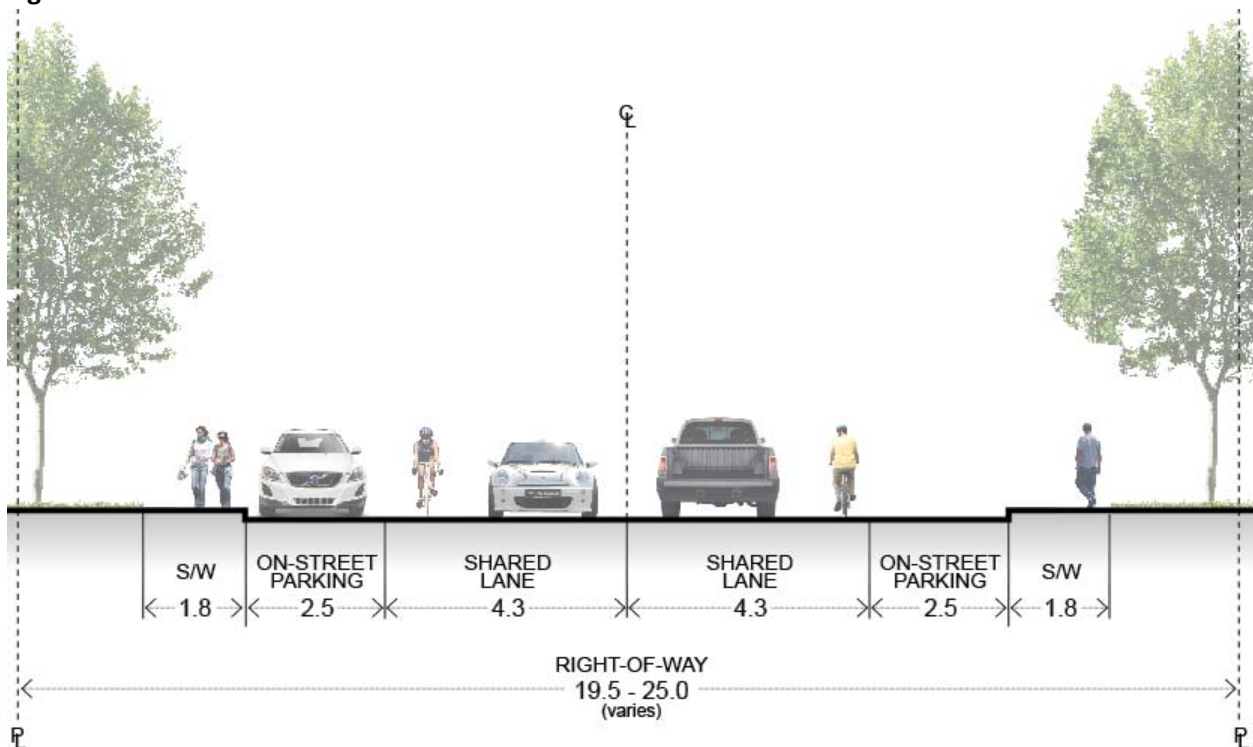 ℄
S/W
1.8
ON-STREET
PARKING
2.5
SHARED
LANE
4.3
SHARED
LANE
4.3
ON-STREET
PARKING
2.5
S/W
1.8
RIGHT-OF-WAY
19.5 - 25.0
(varies)
PL
PL